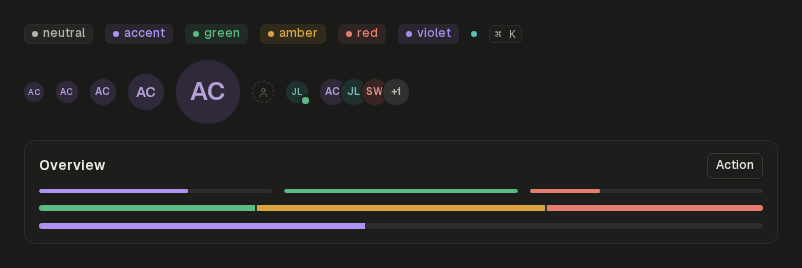 neutral accent green amber red violet ⌘ K
AC AC AC AC AC JL AC JL SW +1
Overview Action